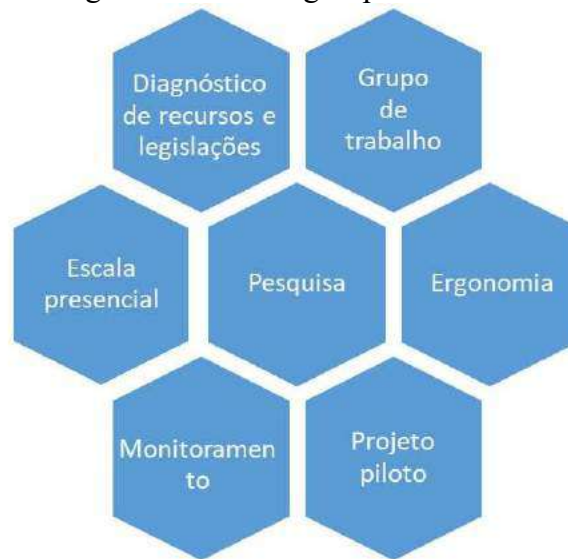 Diagnóstico
de recursos e
legislações
Grupo
de
trabalho
Escala
presencial
Pesquisa
Ergonomia
Monitoramen
to
Projeto
piloto